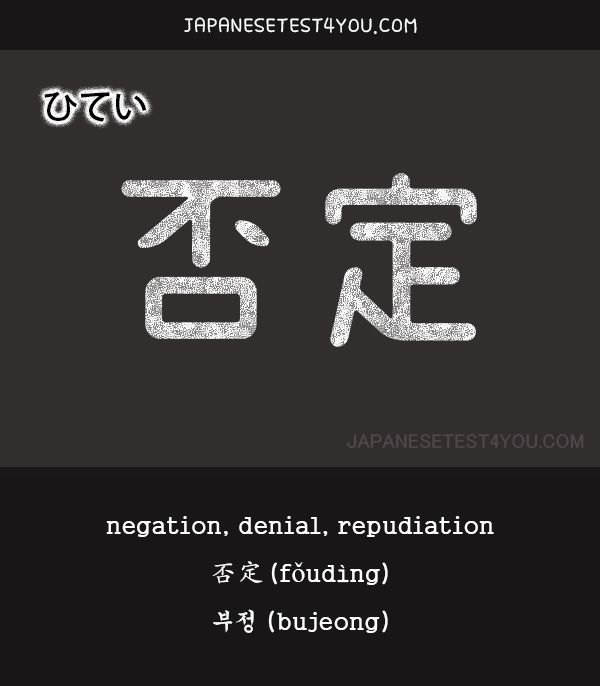 JAPANESETEST4YOU.COM
ひてい
否定
JAPANESETEST4YOU.COM
negation, denial, repudiation
否定 (fǒudìng)
부정 (bujeong)